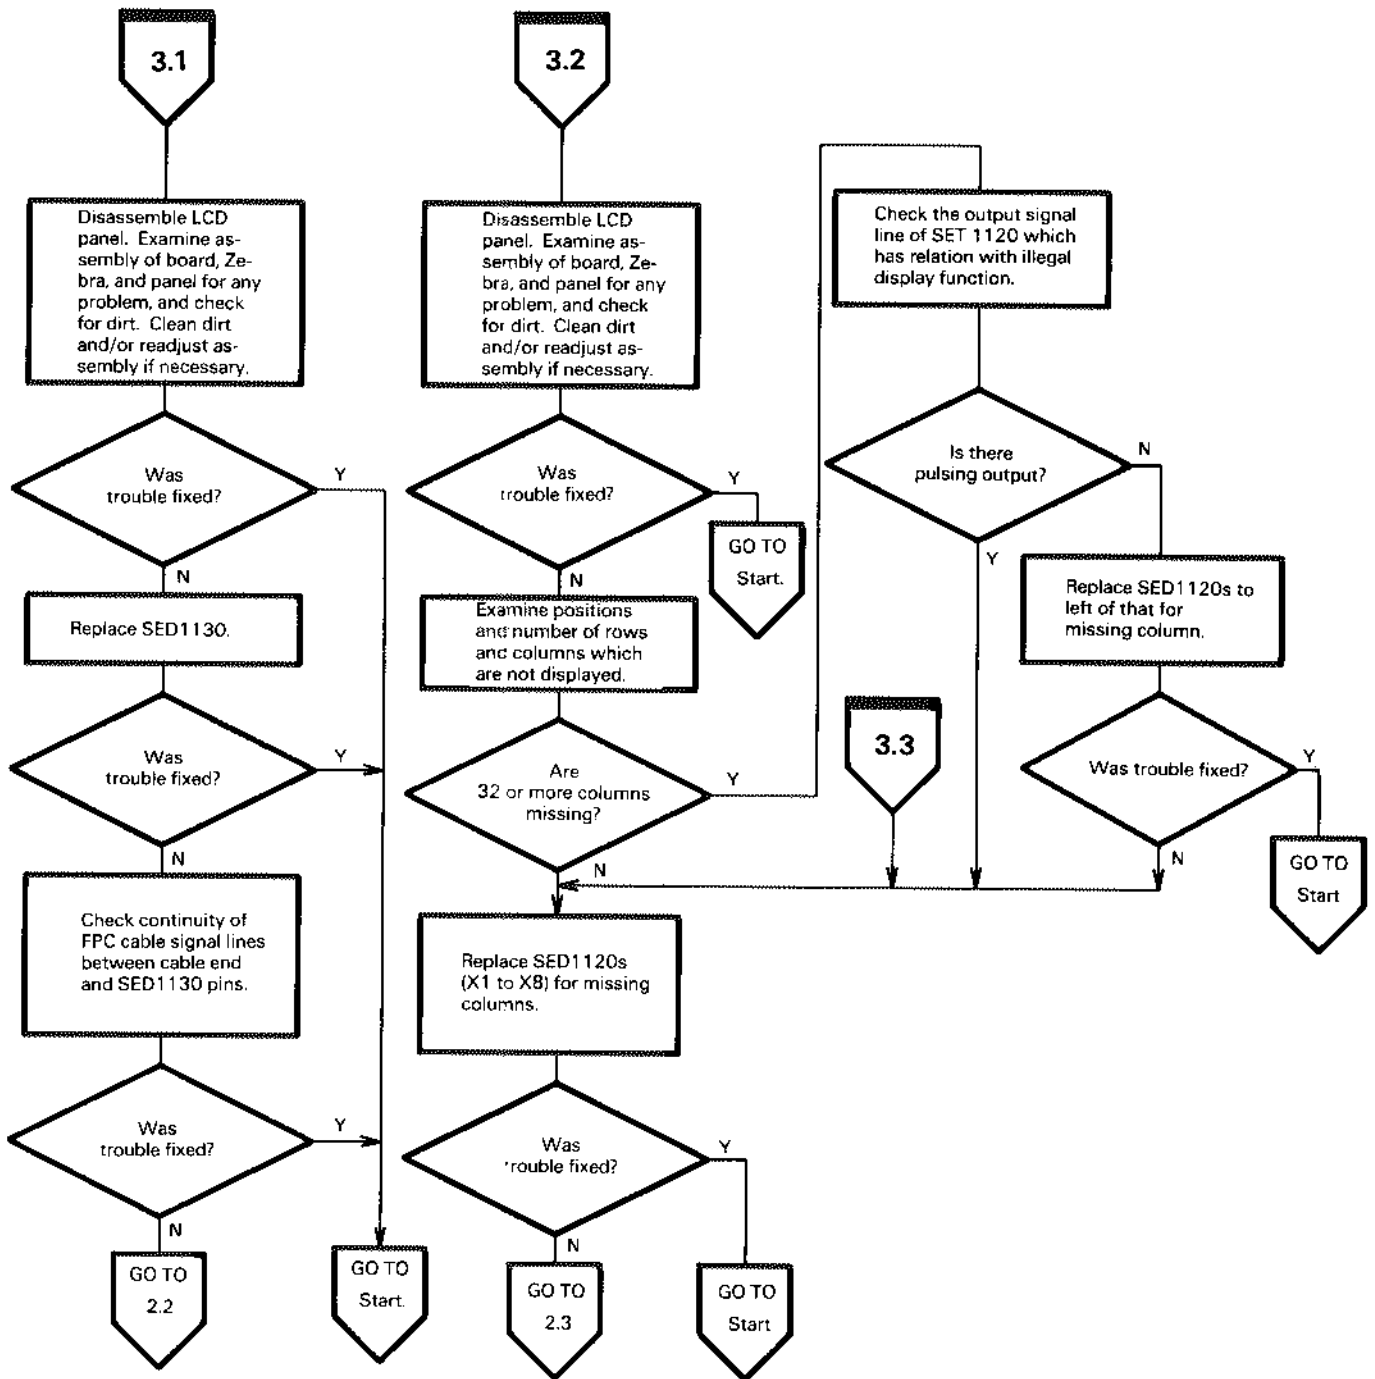 3.1
Disassemble LCD
panel. Examine as-
sembly of board, Ze-
bra, and panel for any
problem, and check
for dirt. Clean dirt
and/or readjust as-
sembly if necessary.
Was
trouble fixed?
Y
N
Replace SED1130.
Was
trouble fixed?
Y
N
Check continuity of
FPC cable signal lines
between cable end
and SED1130 pins.
Was
trouble fixed?
Y
N
GO TO
2.2
GO TO
Start.
3.2
Disassemble LCD
panel. Examine as-
sembly of board, Ze-
bra, and panel for any
problem, and check
for dirt. Clean dirt
and/or readjust as-
sembly if necessary.
Was
trouble fixed?
Y
GO TO
Start.
N
Examine positions
and number of rows
and columns which
are not displayed.
Are
32 or more columns
missing?
Y
N
Replace SED1120s
(X1 to X8) for missing
columns.
Was
trouble fixed?
Y
N
GO TO
2.3
GO TO
Start
Check the output signal
line of SET 1120 which
has relation with illegal
display function.
Is there
pulsing output?
N
Y
Replace SED1120s to
left of that for
missing column.
3.3
Was trouble fixed?
Y
N
GO TO
Start